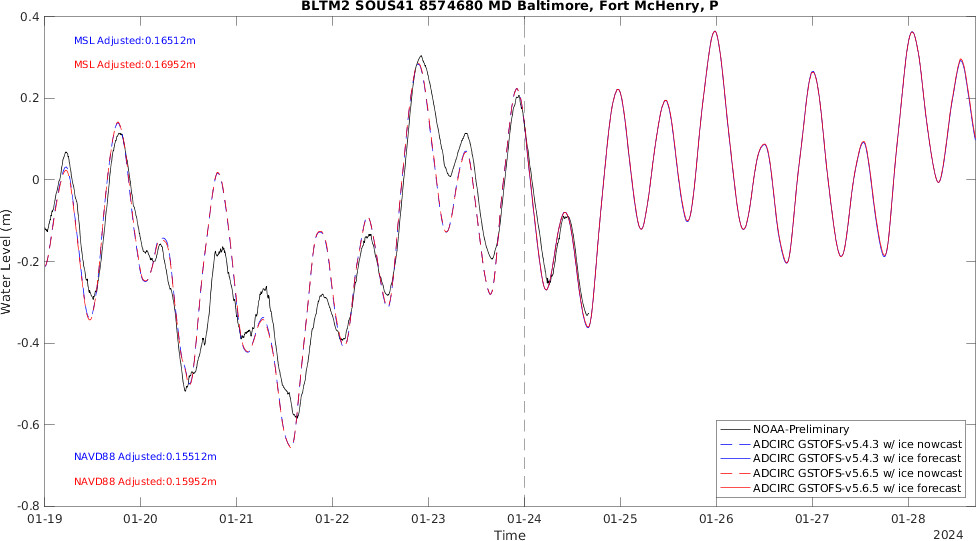 BLTM2 SOUS41 8574680 MD Baltimore, Fort McHenry, P
MSL Adjusted:0.16512m
MSL Adjusted:0.16952m
NAVD88 Adjusted:0.15512m
NAVD88 Adjusted:0.15952m
Water Level (m)
0.4
0.2
0
-0.2
-0.4
-0.6
-0.8
NOAA-Preliminary
ADCIRC GSTOFS-v5.4.3 w/ ice nowcast
ADCIRC GSTOFS-v5.4.3 w/ ice forecast
ADCIRC GSTOFS-v5.6.5 w/ ice nowcast
ADCIRC GSTOFS-v5.6.5 w/ ice forecast
01-19 01-20 01-21 01-22 01-23 01-24 01-25 01-26 01-27 01-28
Time
2024